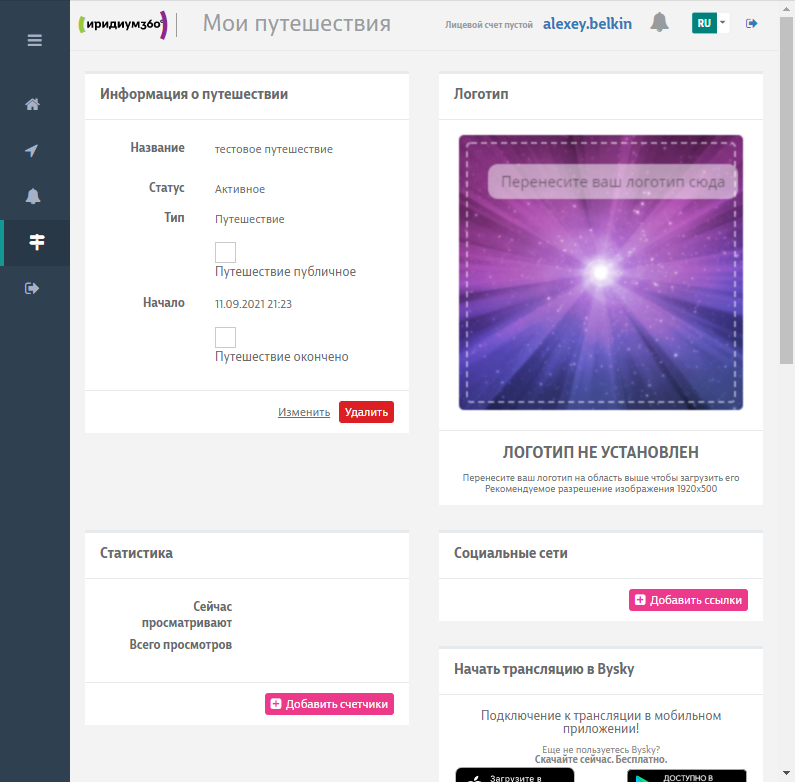 иридиум360°
Мои путешествия
Лицевой счет пустой
alexey.belkin
RU
Информация о путешествии
Название
тестовое путешествие
Статус
Активное
Тип
Путешествие
Путешествие публичное
Начало
11.09.2021 21:23
Путешествие окончено
Изменить
Удалить
Логотип
Перенесите ваш логотип сюда
ЛОГОТИП НЕ УСТАНОВЛЕН
Перенесите ваш логотип на область выше чтобы загрузить его
Рекомендуемое разрешение изображения 1920x500
Статистика
Сейчас
просматривают
Всего просмотров
Добавить счетчики
Социальные сети
Добавить ссылки
Начать трансляцию в Bysky
Подключение к трансляции в мобильном
приложении!
Еще не пользуетесь Bysky?
Скачайте сейчас. Бесплатно.
Загрузите в
ДОСТУПНО В